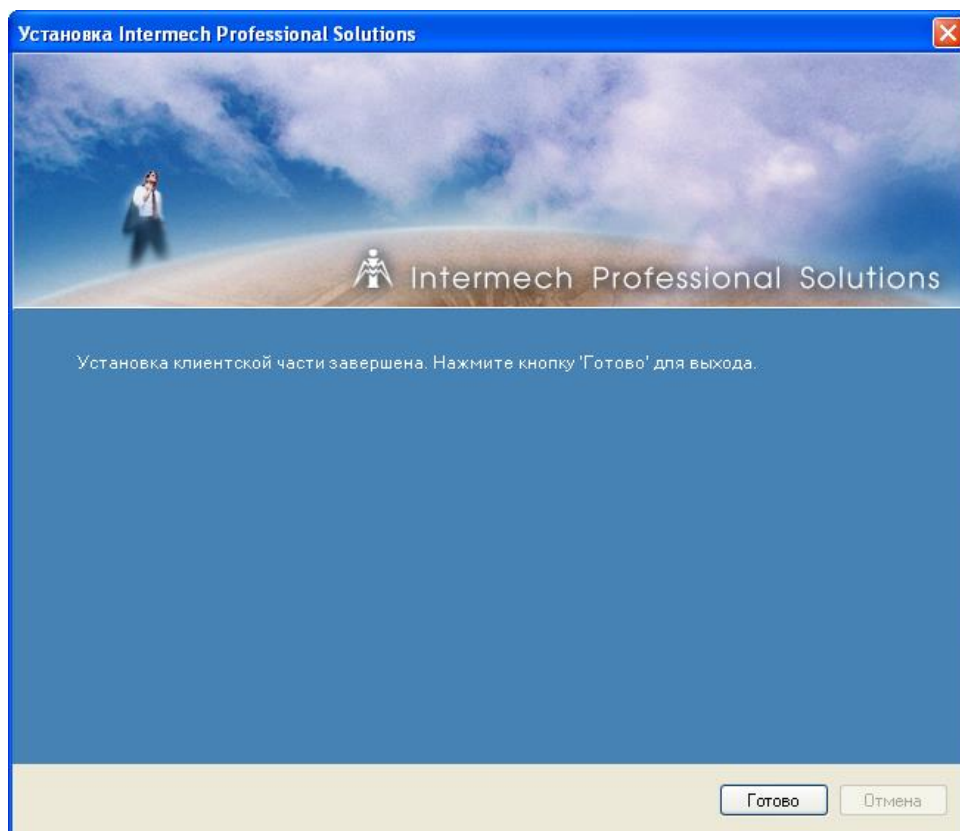 Установка Intermech Professional Solutions
Intermech Professional Solutions
Установка клиентской части завершена. Нажмите кнопку 'Готово' для выхода.
Готово
Отмена